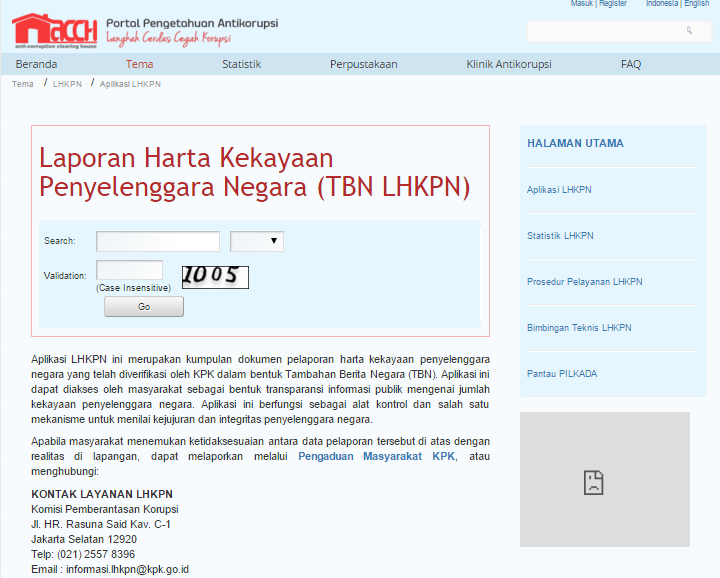 Masuk | Register Indonesia | English
ACCH
anti-corruption clearing house
Portal Pengetahuan Antikorupsi
Langkah Cerdas Cegah Korupsi
Beranda Tema Statistik Perpustakaan Klinik Antikorupsi FAQ
Tema / LHKPN / Aplikasi LHKPN
Laporan Harta Kekayaan
Penyelenggara Negara (TBN LHKPN)
Search:
Validation:
1005
(Case Insensitive)
Go
Aplikasi LHKPN ini merupakan kumpulan dokumen pelaporan harta kekayaan penyelenggara
negara yang telah diverifikasi oleh KPK dalam bentuk Tambahan Berita Negara (TBN). Aplikasi ini
dapat diakses oleh masyarakat sebagai bentuk transparansi informasi publik mengenai jumlah
kekayaan penyelenggara negara. Aplikasi ini berfungsi sebagai alat kontrol dan salah satu
mekanisme untuk menilai kejujuran dan integritas penyelenggara negara.
Apabila masyarakat menemukan ketidaksesuaian antara data pelaporan tersebut di atas dengan
realitas di lapangan, dapat melaporkan melalui Pengaduan Masyarakat KPK, atau
menghubungi:
KONTAK LAYANAN LHKPN
Komisi Pemberantasan Korupsi
Jl. HR. Rasuna Said Kav. C-1
Jakarta Selatan 12920
Telp: (021) 2557 8396
Email : informasi.lhkpn@kpk.go.id
HALAMAN UTAMA
Aplikasi LHKPN
Statistik LHKPN
Prosedur Pelayanan LHKPN
Bimbingan Teknis LHKPN
Pantau PILKADA